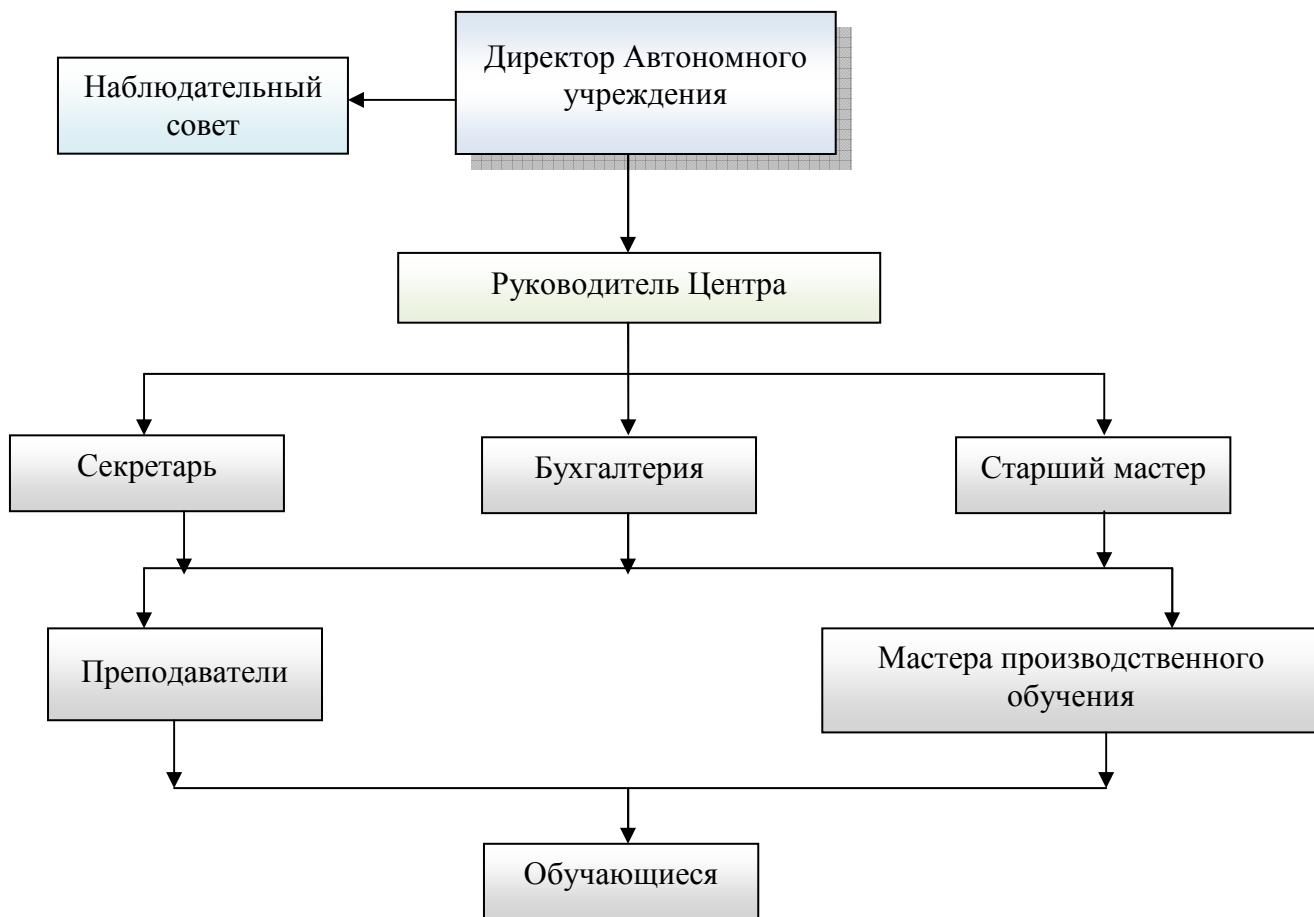 Директор Автономного
учреждения
Наблюдательный
совет
Руководитель Центра
Секретарь
Бухгалтерия
Старший мастер
Преподаватели
Мастера производственного
обучения
Обучающиеся